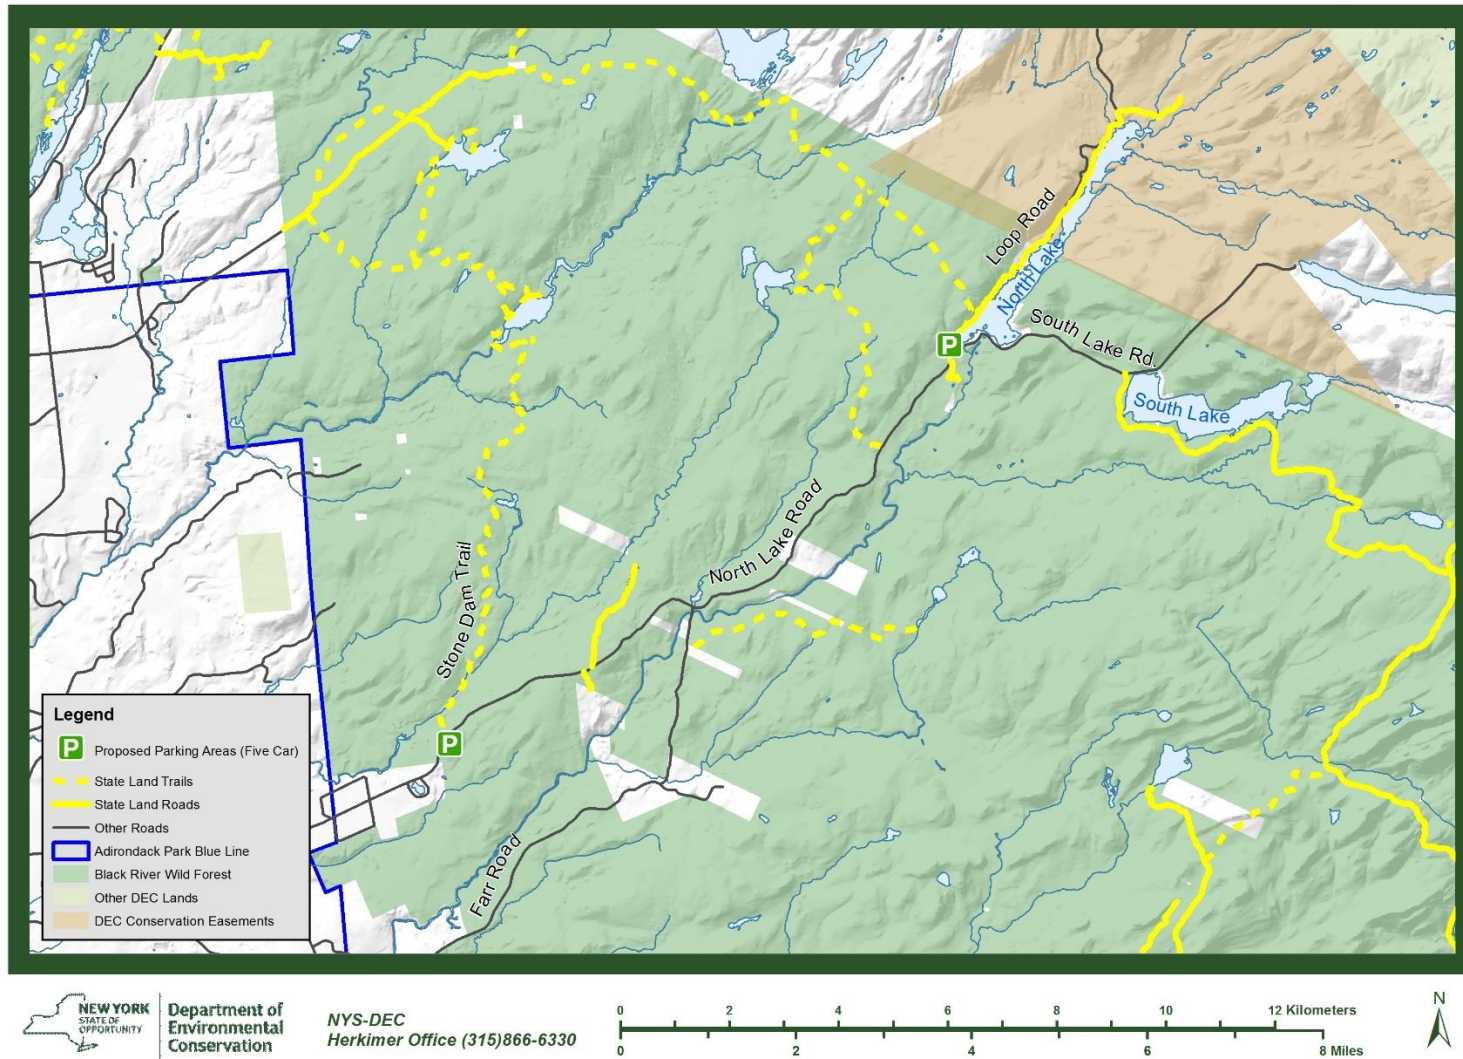 Loop Road
North Lake
South Lake Rd.
South Lake
North Lake Road
Stone Dam Trail
Farr Road
P
P
Legend
P Proposed Parking Areas (Five Car)
State Land Trails
State Land Roads
Other Roads
Adirondack Park Blue Line
Black River Wild Forest
Other DEC Lands
DEC Conservation Easements
NEW YORK
STATE OF
OPPORTUNITY
Department of
Environmental
Conservation
NYS-DEC
Herkimer Office (315)866-6330
0 2 4 6 8 10 12 Kilometers
0 2 4 6 8 Miles
N